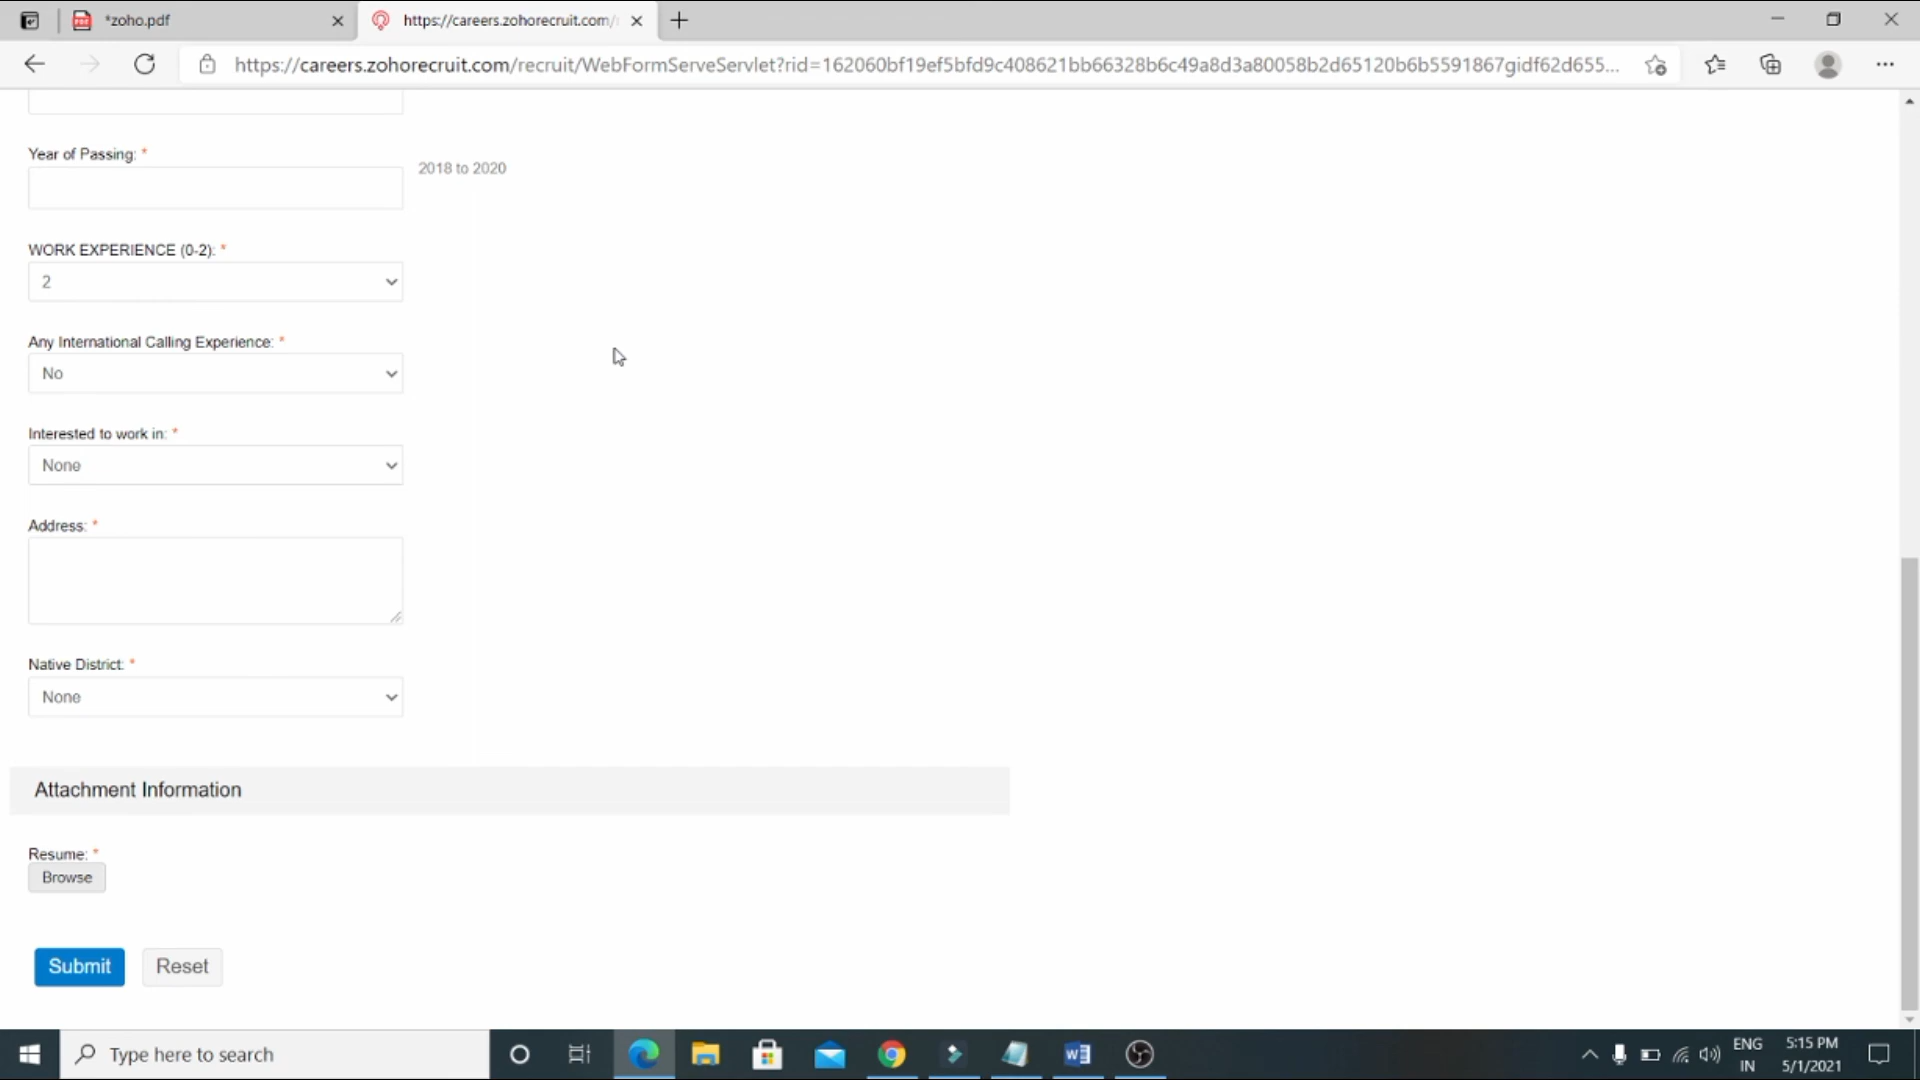 *zoho.pdf
https://careers.zohorecruit.com/
https://careers.zohorecruit.com/recruit/WebFormServeServlet?rid=162060bf19ef5bfd9c408621bb66328b6c49a8d3a80058b2d65120b6b5591867gidf62d655...
Year of Passing: *
2018 to 2020
WORK EXPERIENCE (0-2): *
2
Any International Calling Experience: *
No
Interested to work in: *
None
Address: *
Native District: *
None
Attachment Information
Resume: *
Browse
Submit Reset
Type here to search
ENG
IN
5:15 PM
5/1/2021